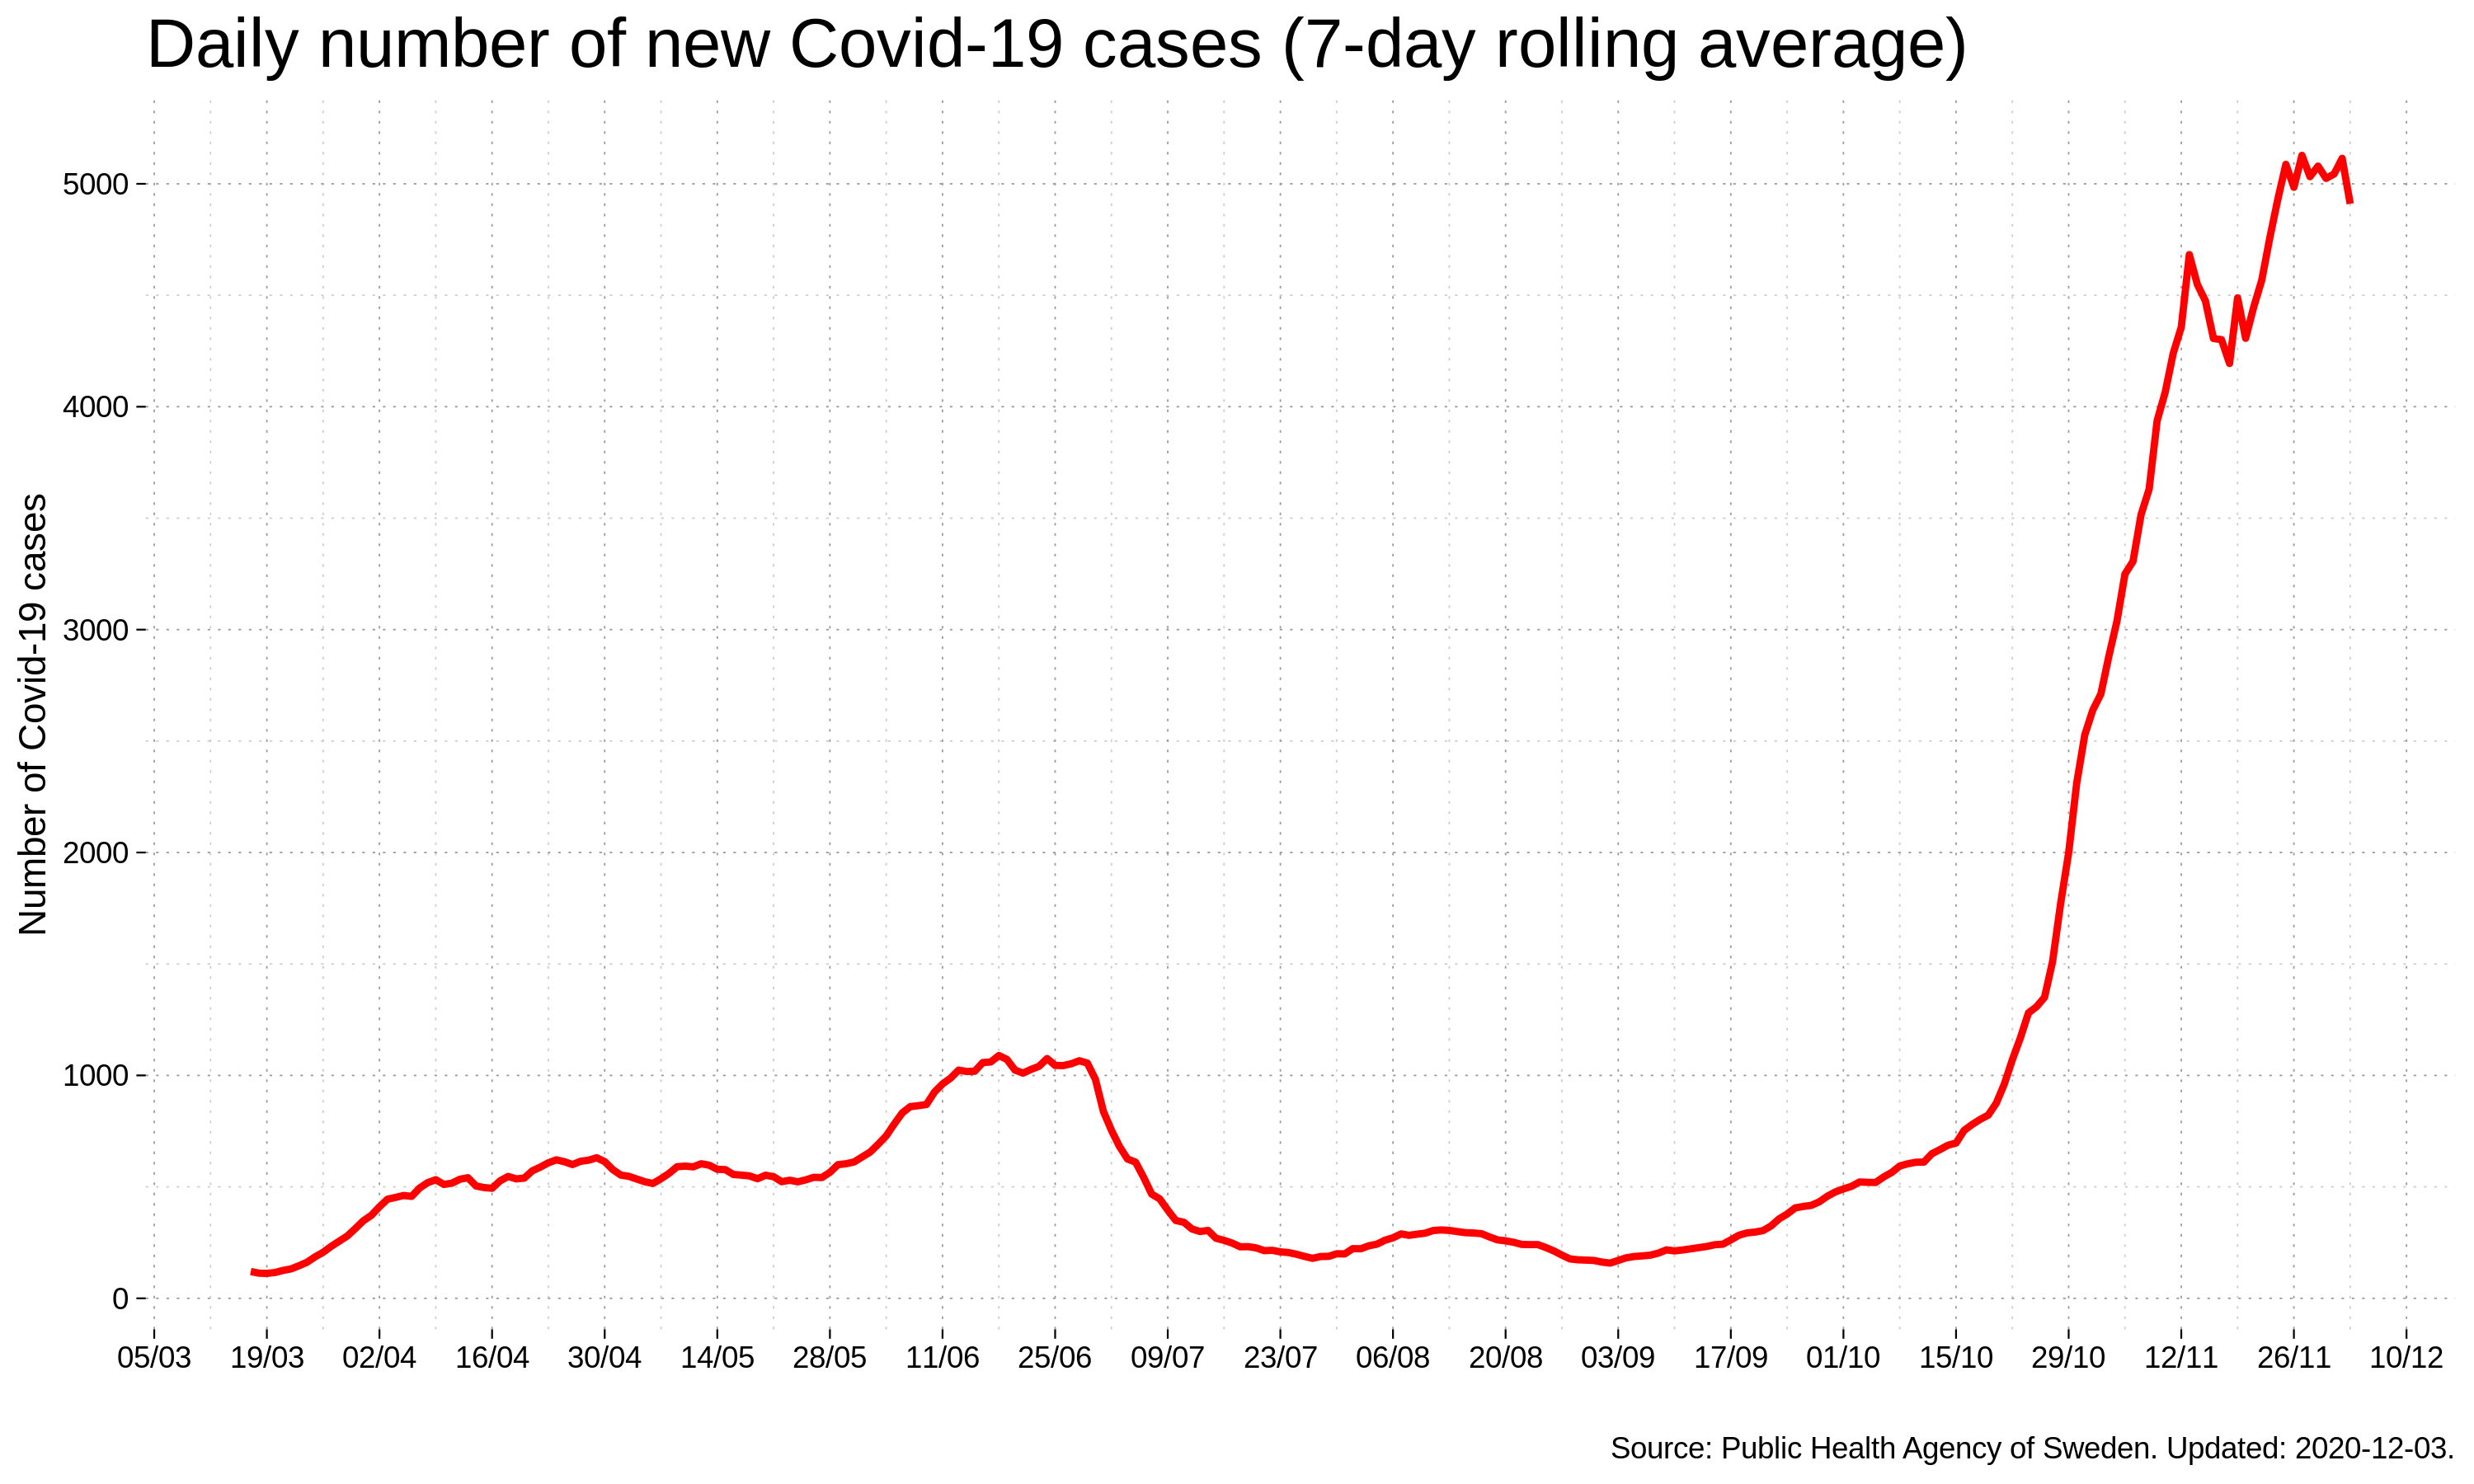 Daily number of new Covid-19 cases (7-day rolling average)
Number of Covid-19 cases
5000
4000
3000
2000
1000
0
05/03 19/03 02/04 16/04 30/04 14/05 28/05 11/06 25/06 09/07 23/07 06/08 20/08 03/09 17/09 01/10 15/10 29/10 12/11 26/11 10/12
Source: Public Health Agency of Sweden. Updated: 2020-12-03.